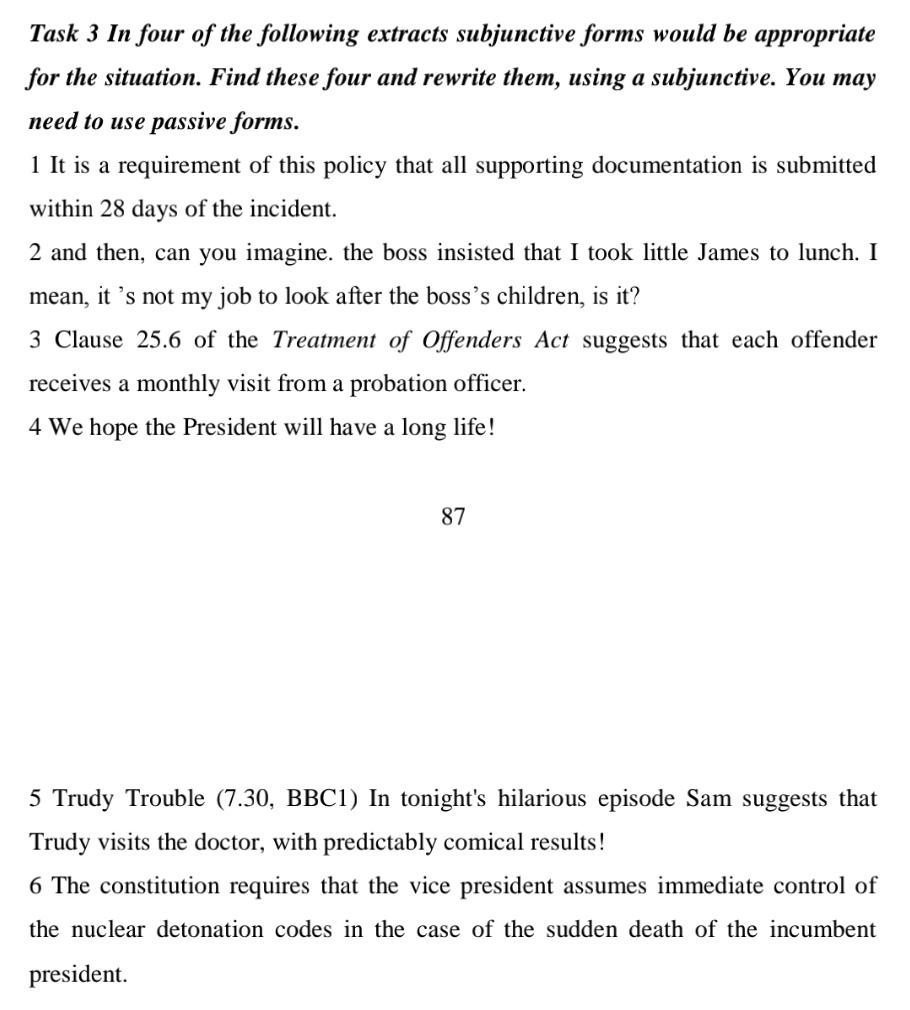 Task 3 In four of the following extracts subjunctive forms would be appropriate
for the situation. Find these four and rewrite them, using a subjunctive. You may
need to use passive forms.
1 It is a requirement of this policy that all supporting documentation is submitted
within 28 days of the incident.
2 and then, can you imagine. the boss insisted that I took little James to lunch. I
mean, it ’s not my job to look after the boss’s children, is it?
3 Clause 25.6 of the Treatment of Offenders Act suggests that each offender
receives a monthly visit from a probation officer.
4 We hope the President will have a long life!
87
5 Trudy Trouble (7.30, BBC1) In tonight's hilarious episode Sam suggests that
Trudy visits the doctor, with predictably comical results!
6 The constitution requires that the vice president assumes immediate control of
the nuclear detonation codes in the case of the sudden death of the incumbent
president.